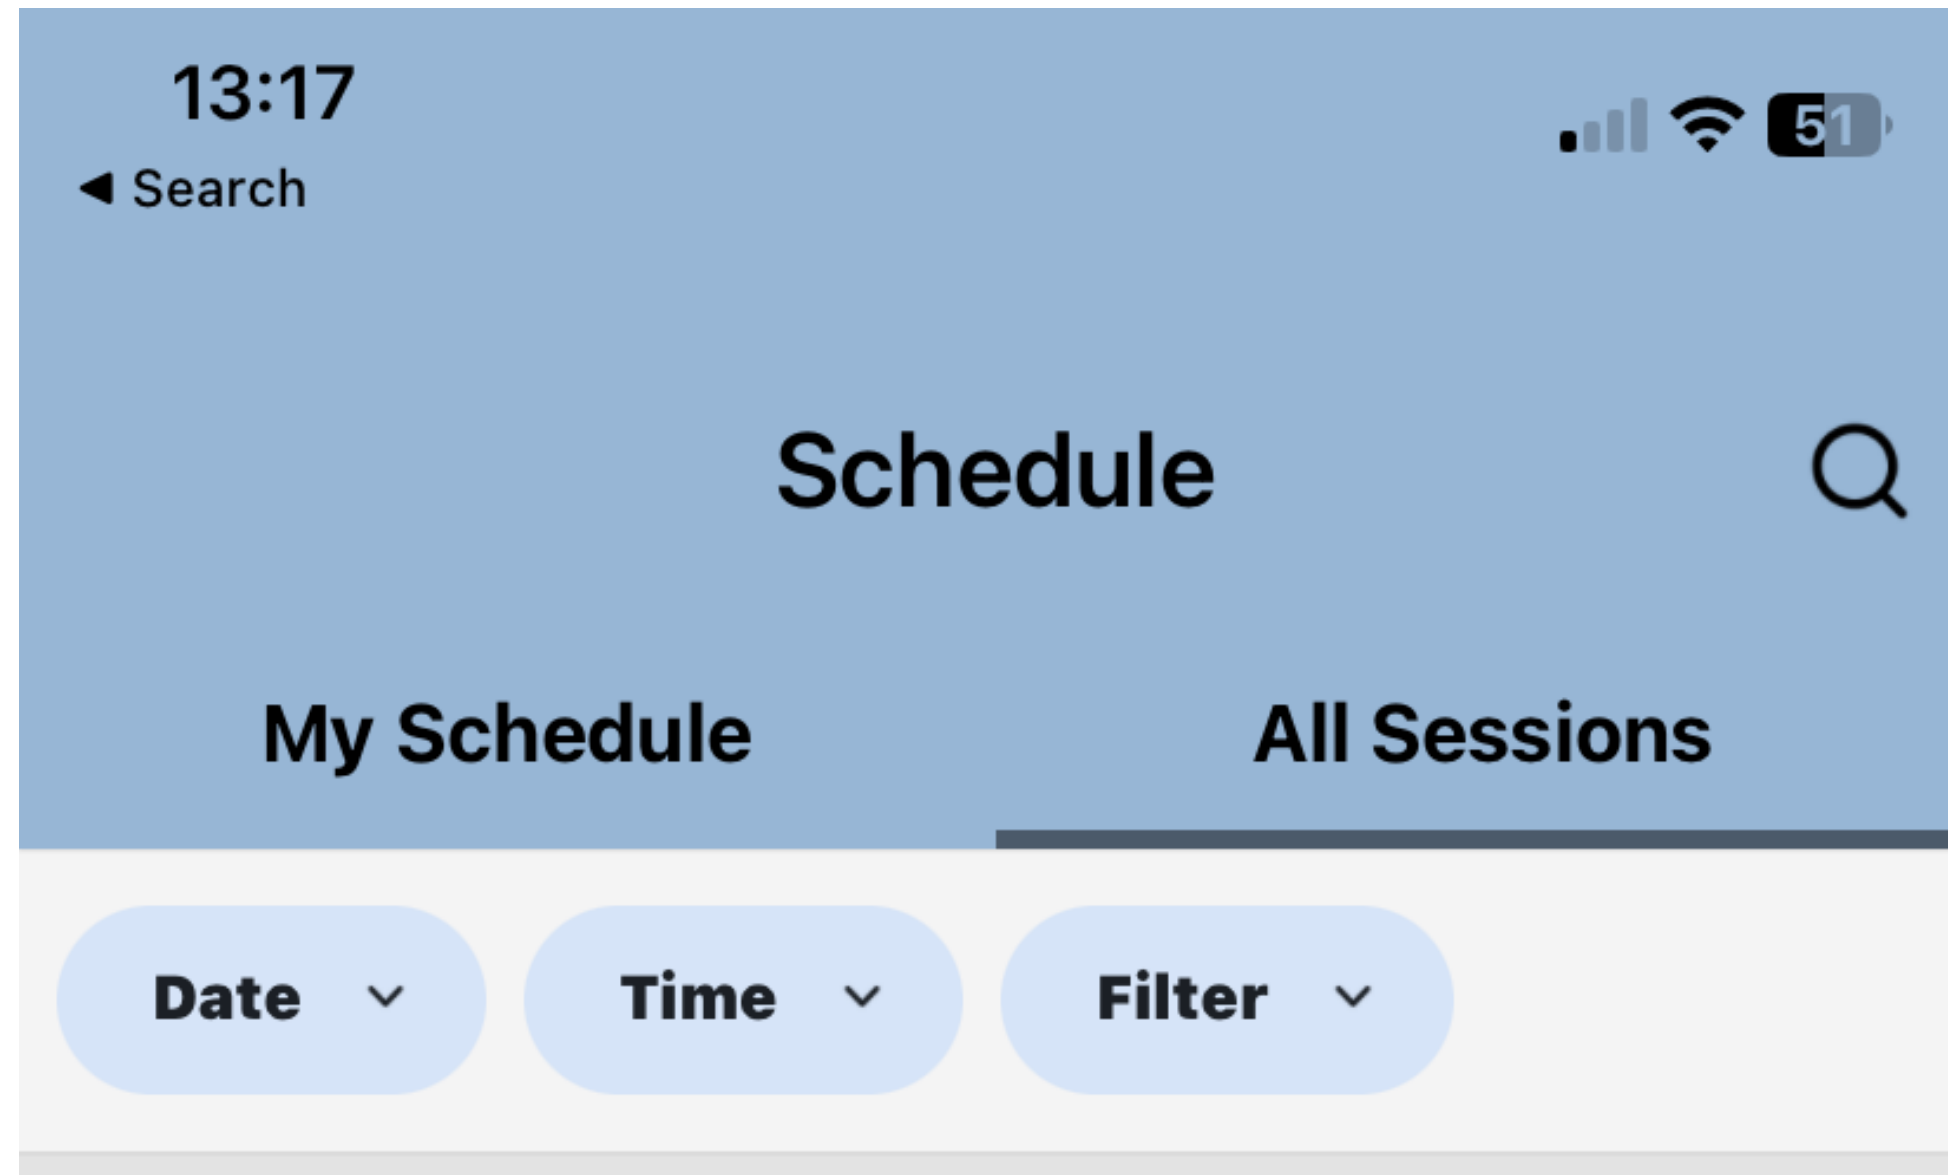 13:17
51
Search
Schedule
My Schedule
All Sessions
Date
Time
Filter